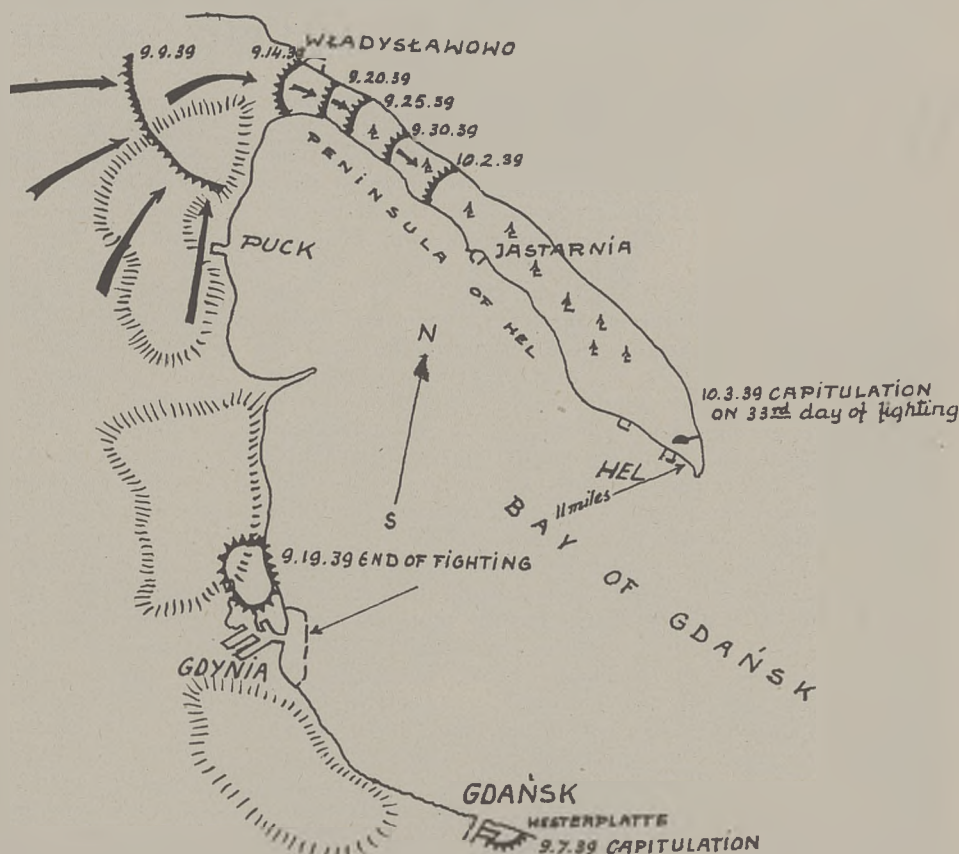 9.9.39
9.14.39
WŁADYSŁAWOWO
9.20.39
9.25.39
9.30.39
10.2.39
PENINSULA OF HEL
PUCK
JASTARNIA
N
S
10.3.39 CAPITULATION
ON 33rd day of fighting
HEL
11 miles
BAY OF GDAŃSK
9.19.39 END OF FIGHTING
GDYNIA
GDAŃSK
WESTERPLATTE
9.7.39 CAPITULATION